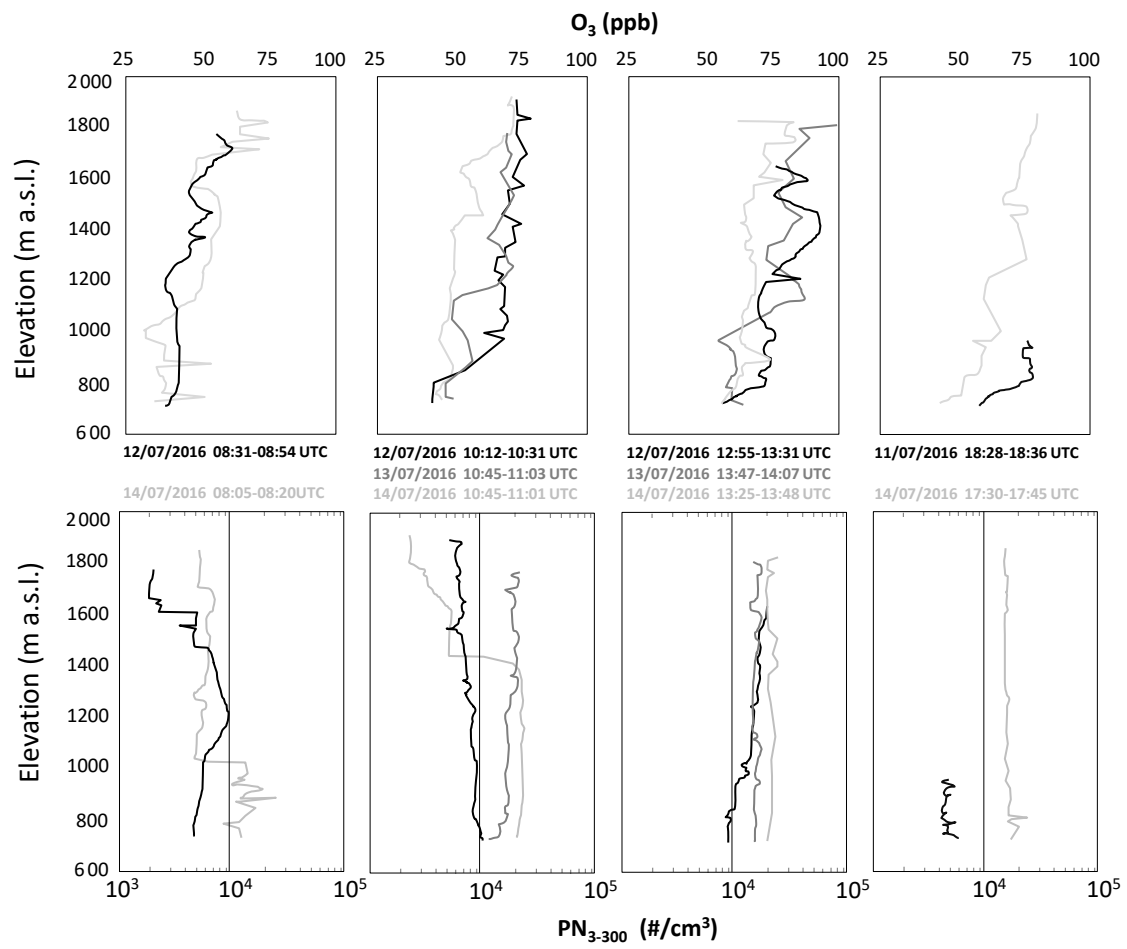 O3 (ppb)
25 50 75 100 25 50 75 100 25 50 75 100 25 50 75 100
Elevation (m a.s.l.)
2000
1800
1600
1400
1200
1000
800
600
12/07/2016 08:31-08:54 UTC
14/07/2016 08:05-08:20 UTC
12/07/2016 10:12-10:31 UTC
13/07/2016 10:45-11:03 UTC
14/07/2016 10:45-11:01 UTC
12/07/2016 12:55-13:31 UTC
13/07/2016 13:47-14:07 UTC
14/07/2016 13:25-13:48 UTC
11/07/2016 18:28-18:36 UTC
14/07/2016 17:30-17:45 UTC
Elevation (m a.s.l.)
2000
1800
1600
1400
1200
1000
800
600
10³ 10⁴ 10⁵ 10⁴ 10⁵ 10⁴ 10⁵ 10⁴ 10⁵
PN3-300 (#/cm³)